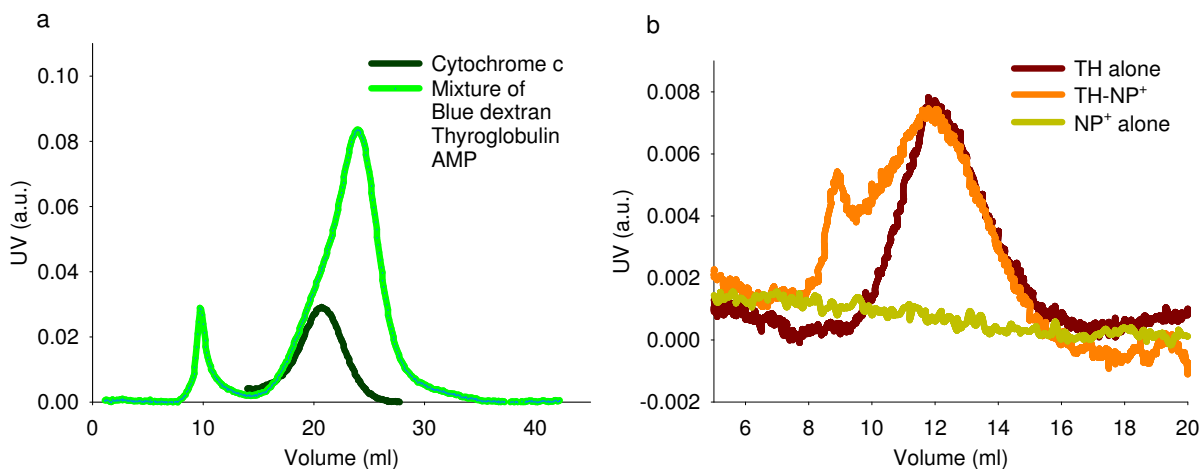 a
Cytochrome c
Mixture of
Blue dextran
Thyroglobulin
AMP
UV (a.u.)
0.10
0.08
0.06
0.04
0.02
0.00
0 10 20 30 40
Volume (ml)
b
TH alone
TH-NP⁺
NP⁺ alone
UV (a.u.)
0.008
0.006
0.004
0.002
0.000
-0.002
6 8 10 12 14 16 18 20
Volume (ml)